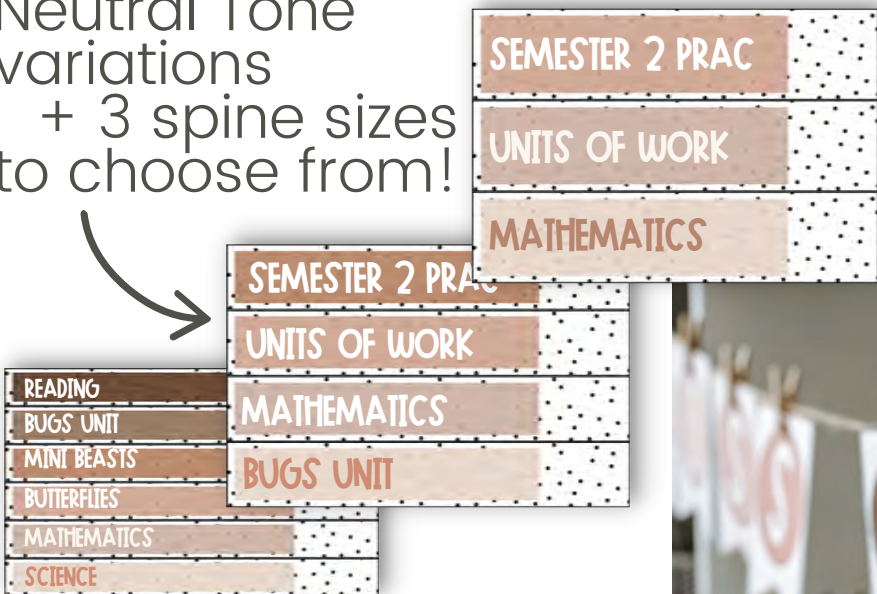 Neutral Tone
variations
+ 3 spine sizes
to choose from!
SEMESTER 2 PRAC
UNITS OF WORK
MATHEMATICS
SEMESTER 2 PRAC
UNITS OF WORK
MATHEMATICS
BUGS UNIT
READING
BUGS UNIT
MINI BEASTS
BUTTERFLIES
MATHEMATICS
SCIENCE
S